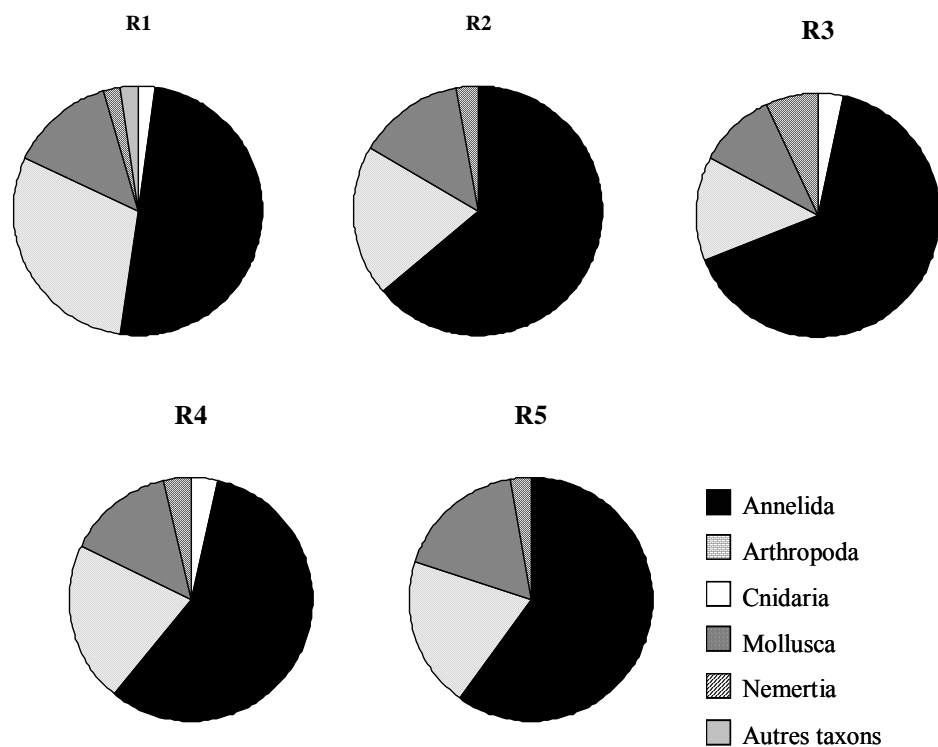 R1
R2
R3
R4
R5
Annelida
Arthropoda
Cnidaria
Mollusca
Nemertia
Autres taxons